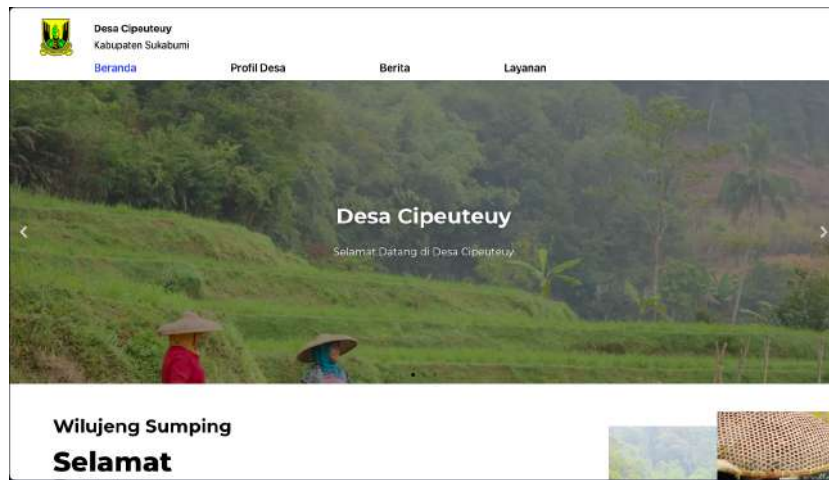 Desa Cipeuteuy
Kabupaten Sukabumi
Beranda Profil Desa Berita Layanan
Desa Cipeuteuy
Selamat Datang di Desa Cipeuteuy
Wilujeng Sumping
Selamat